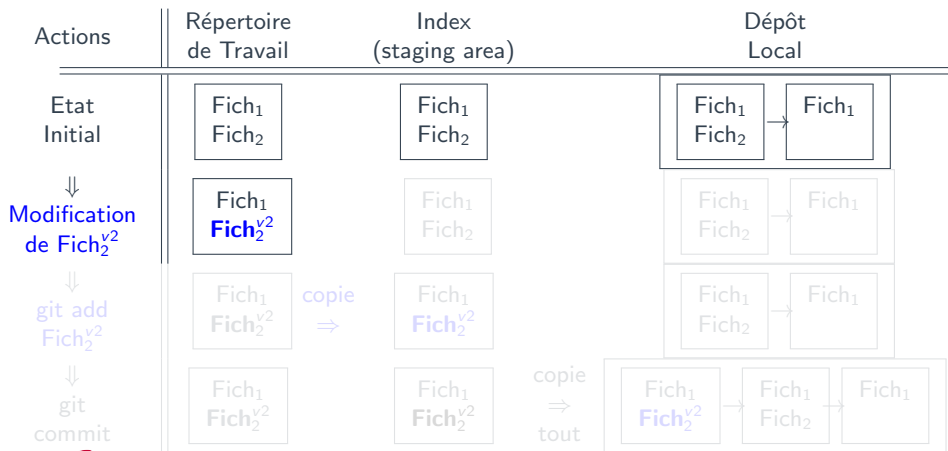 Actions
Répertoire
de Travail
Index
(staging area)
Dépôt
Local
Etat
Initial
Fich₁
Fich₂
Fich₁
Fich₂
Fich₁
Fich₂
→
Fich₁
⇓
Modification
de Fich₂ᵛ²
Fich₁
Fich₂ᵛ²
Fich₁
Fich₂
Fich₁
Fich₂
→
Fich₁
⇓
git add
Fich₂ᵛ²
Fich₁
Fich₂ᵛ²
copie
⇒
Fich₁
Fich₂ᵛ²
Fich₁
Fich₂
→
Fich₁
⇓
git
commit
Fich₁
Fich₂ᵛ²
Fich₁
Fich₂ᵛ²
copie
⇒
tout
Fich₁
Fich₂ᵛ²
→
Fich₁
Fich₂
→
Fich₁